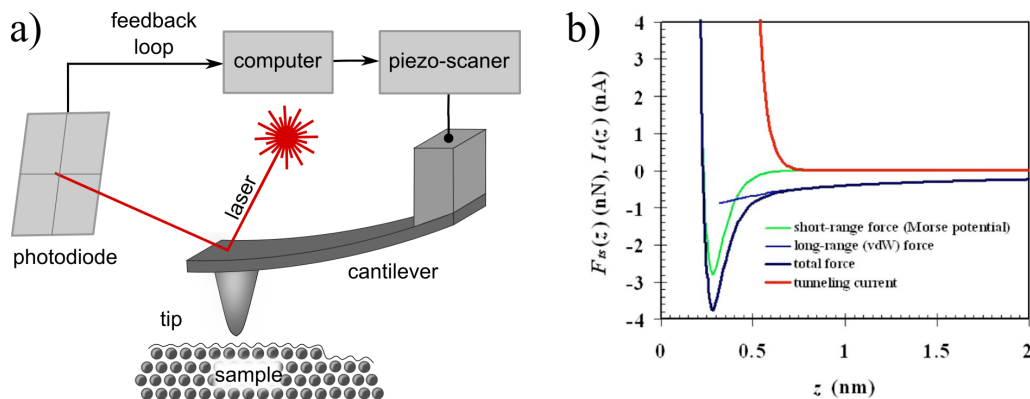 a)
feedback
loop
computer
piezo-scaner
laser
photodiode
cantilever
tip
sample
b)
F_ts(z) (nN), I_t(z) (nA)
4
3
2
1
0
-1
-2
-3
-4
short-range force (Morse potential)
long-range (vdW) force
total force
tunneling current
0
0.5
1
1.5
2
z (nm)